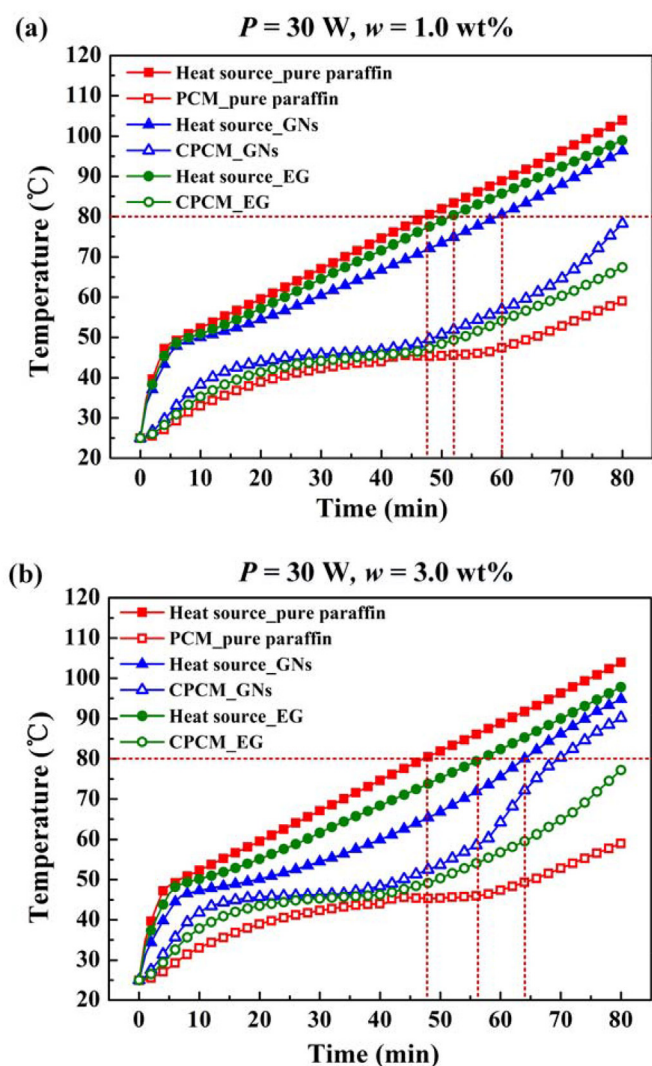 (a)
P = 30 W, w = 1.0 wt%
120
110
100
90
80
70
60
50
40
30
20
Temperature (℃)
Heat source_pure paraffin
PCM_pure paraffin
Heat source_GNs
CPCM_GNs
Heat source_EG
CPCM_EG
0 10 20 30 40 50 60 70 80
Time (min)
(b)
P = 30 W, w = 3.0 wt%
120
110
100
90
80
70
60
50
40
30
20
Temperature (℃)
Heat source_pure paraffin
PCM_pure paraffin
Heat source_GNs
CPCM_GNs
Heat source_EG
CPCM_EG
0 10 20 30 40 50 60 70 80
Time (min)